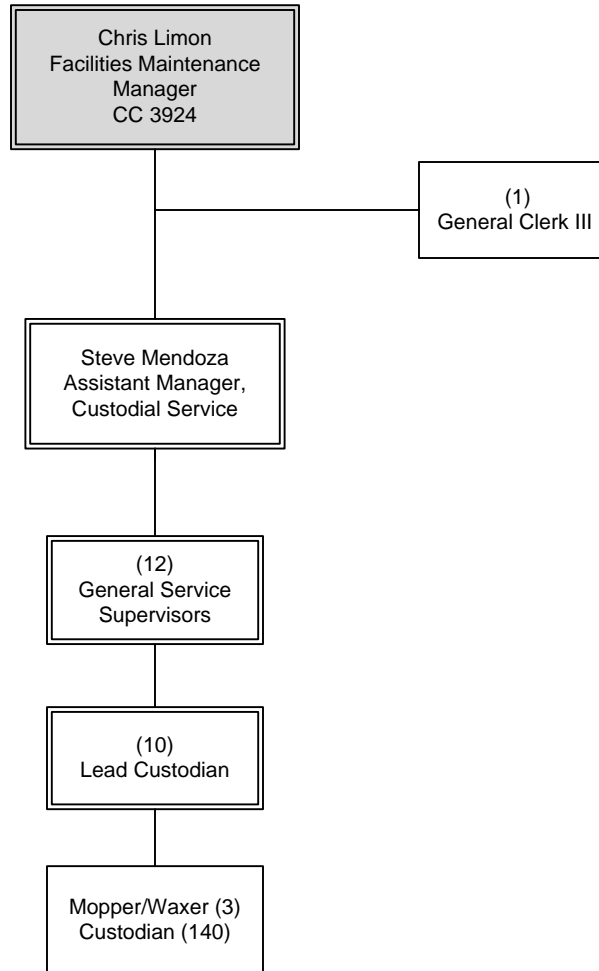 Chris Limon
Facilities Maintenance
Manager
CC 3924
(1)
General Clerk III
Steve Mendoza
Assistant Manager,
Custodial Service
(12)
General Service
Supervisors
(10)
Lead Custodian
Mopper/Waxer (3)
Custodian (140)